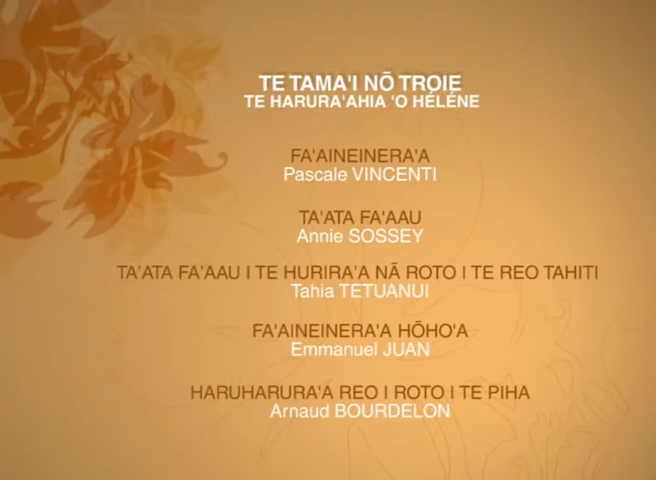 TE TAMA'I NŌ TROIE
TE HARURA'AHIA 'O HÉLÉNE
FA'AINEINERA'A
Pascale VINCENTI
TA'ATA FA'AAU
Annie SOSSEY
TA'ATA FA'AAU I TE HURIRA'A NĀ ROTO I TE REO TAHITI
Tahia TETUANUI
FA'AINEINERA'A HŌHO'A
Emmanuel JUAN
HARUHARURA'A REO I ROTO I TE PIHA
Arnaud BOURDELON